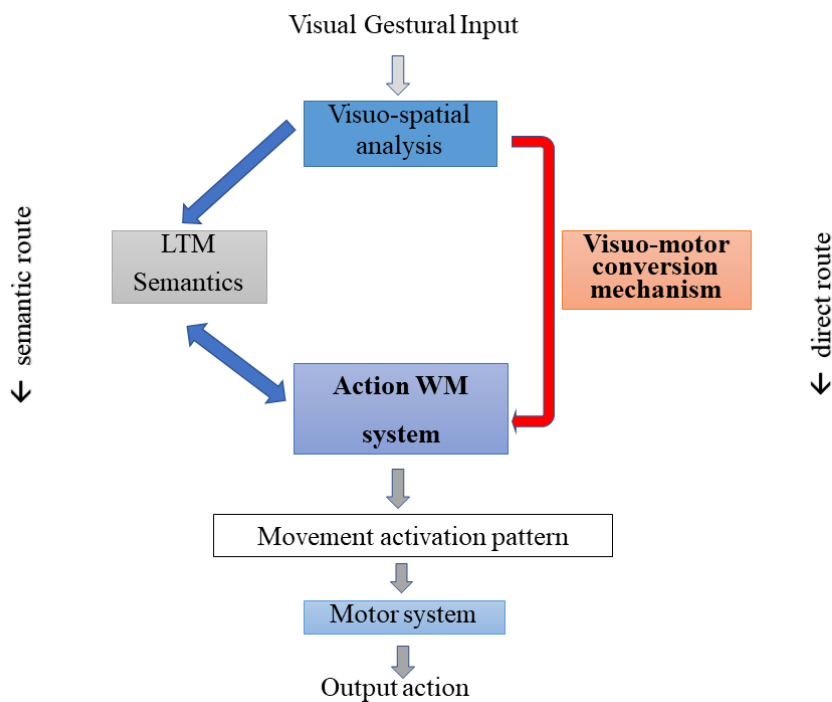 Visual Gestural Input
Visuo-spatial
analysis
LTM
Semantics
Visuo-motor
conversion
mechanism
← semantic route
← direct route
Action WM
system
Movement activation pattern
Motor system
Output action